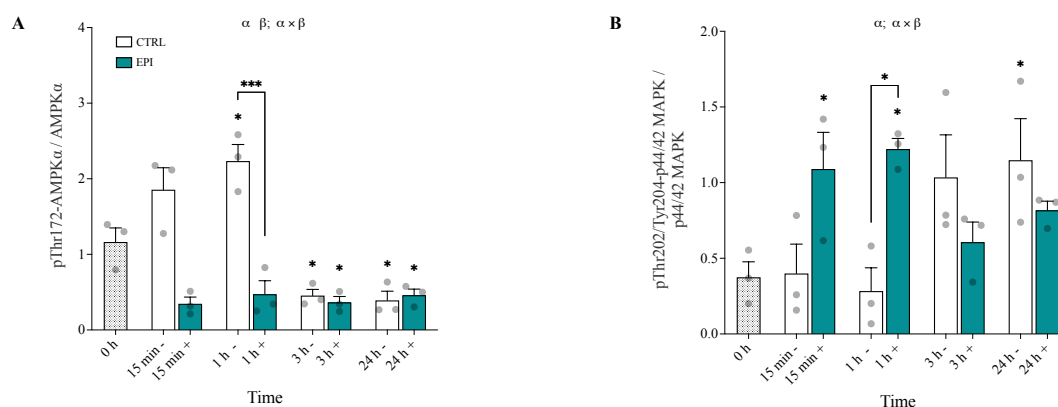 A
α β; α × β
pThr172-AMPKα / AMPKα
4
3
2
1
0
CTRL
EPI
***
*
*
*
*
*
0 h
15 min -
15 min +
1 h -
1 h +
3 h -
3 h +
24 h -
24 h +
Time
B
α; α × β
pThr202/Tyr204-p44/42 MAPK /
p44/42 MAPK
2.0
1.5
1.0
0.5
0.0
*
*
*
*
0 h
15 min -
15 min +
1 h -
1 h +
3 h -
3 h +
24 h -
24 h +
Time